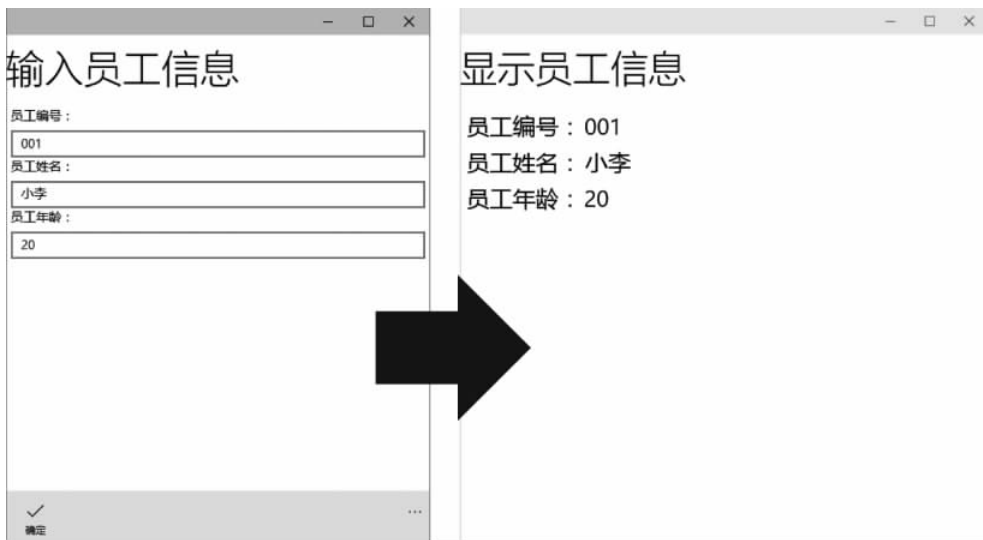 输入员工信息
员工编号：
001
员工姓名：
小李
员工年龄：
20
确定
显示员工信息
员工编号：001
员工姓名：小李
员工年龄：20